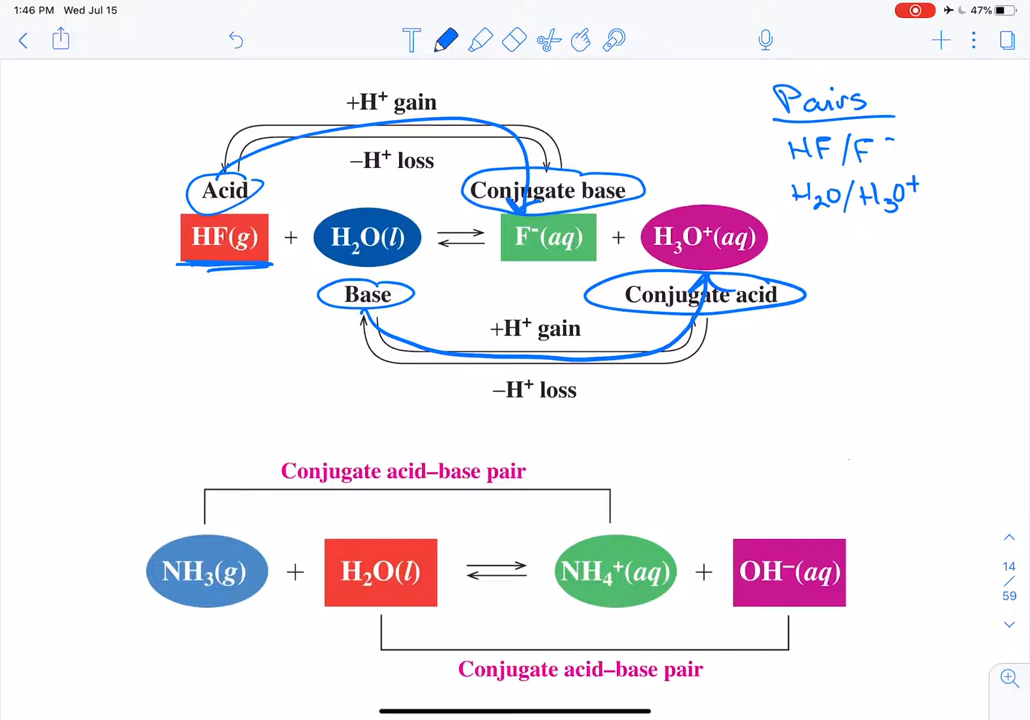 1:46 PM Wed Jul 15
47%
+H⁺ gain
Pairs
–H⁺ loss
HF/F⁻
Acid
Conjugate base
H₂O/H₃O⁺
HF(g) + H₂O(l) ⇌ F⁻(aq) + H₃O⁺(aq)
Base
Conjugate acid
+H⁺ gain
–H⁺ loss
Conjugate acid–base pair
NH₃(g) + H₂O(l) ⇌ NH₄⁺(aq) + OH⁻(aq)
14
/
59
Conjugate acid–base pair